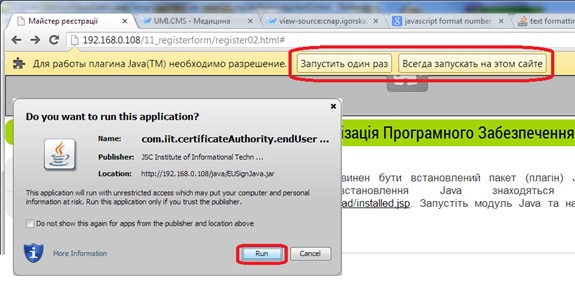 Майстер реєстрації
UMI.CMS - Медицина
view-source:cnap.igorska
javascript format number
text formattin
192.168.0.108/11_registerform/register02.html#
Для работы плагина Java(TM) необходимо разрешение.
Запустить один раз
Всегда запускать на этом сайте
ізація Програмного Забезпечення
Do you want to run this application?
Name: com.iit.certificateAuthority.endUser ...
Publisher: JSC Institute of Informational Techn ...
Location: http://192.168.0.108/java/EUSignJava.jar
This application will run with unrestricted access which may put your computer and personal
information at risk. Run this application only if you trust the publisher.
Do not show this again for apps from the publisher and location above
More Information
Run
Cancel
Java
винен бути встановлений пакет (плагін) J
встановлення Java знаходяться
ad/installed.jsp. Запустіть модуль Java та на